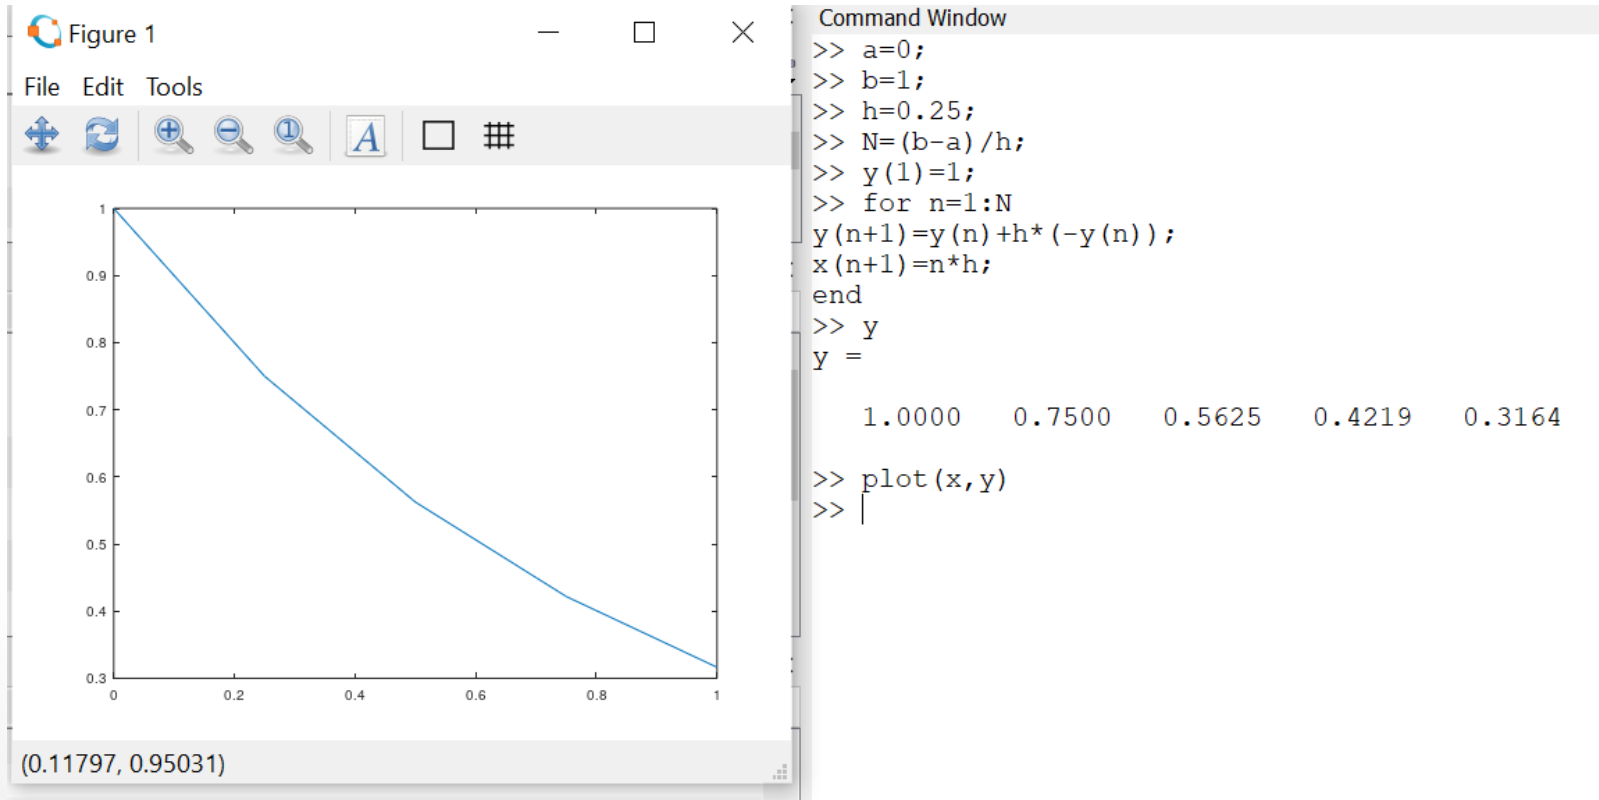 Figure 1
File Edit Tools
1
A
1
0.9
0.8
0.7
0.6
0.5
0.4
0.3
0 0.2 0.4 0.6 0.8 1
(0.11797, 0.95031)
Command Window
>> a=0;
>> b=1;
>> h=0.25;
>> N=(b-a)/h;
>> y(1)=1;
>> for n=1:N
y(n+1)=y(n)+h*(-y(n));
x(n+1)=n*h;
end
>> y
y =
1.0000 0.7500 0.5625 0.4219 0.3164
>> plot(x,y)
>>